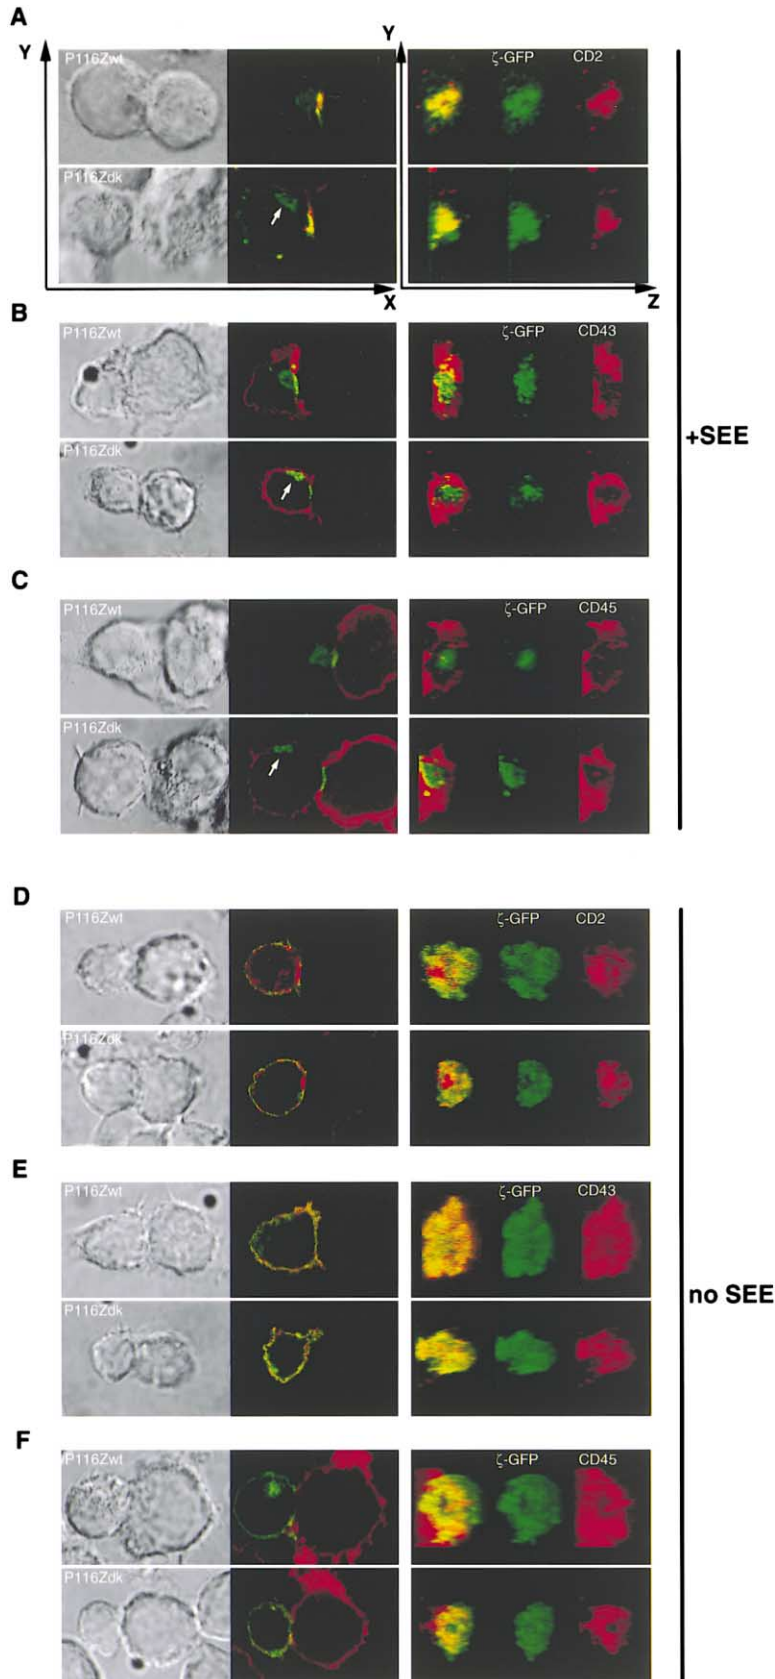 A
Y
Y
P116Zwt
ζ-GFP CD2
P116Zdk
X
Z
B
P116Zwt
ζ-GFP CD43
P116Zdk
+SEE
C
P116Zwt
ζ-GFP CD45
P116Zdk
D
P116Zwt
ζ-GFP CD2
P116Zdk
E
P116Zwt
ζ-GFP CD43
no SEE
P116Zdk
F
P116Zwt
ζ-GFP CD45
P116Zdk